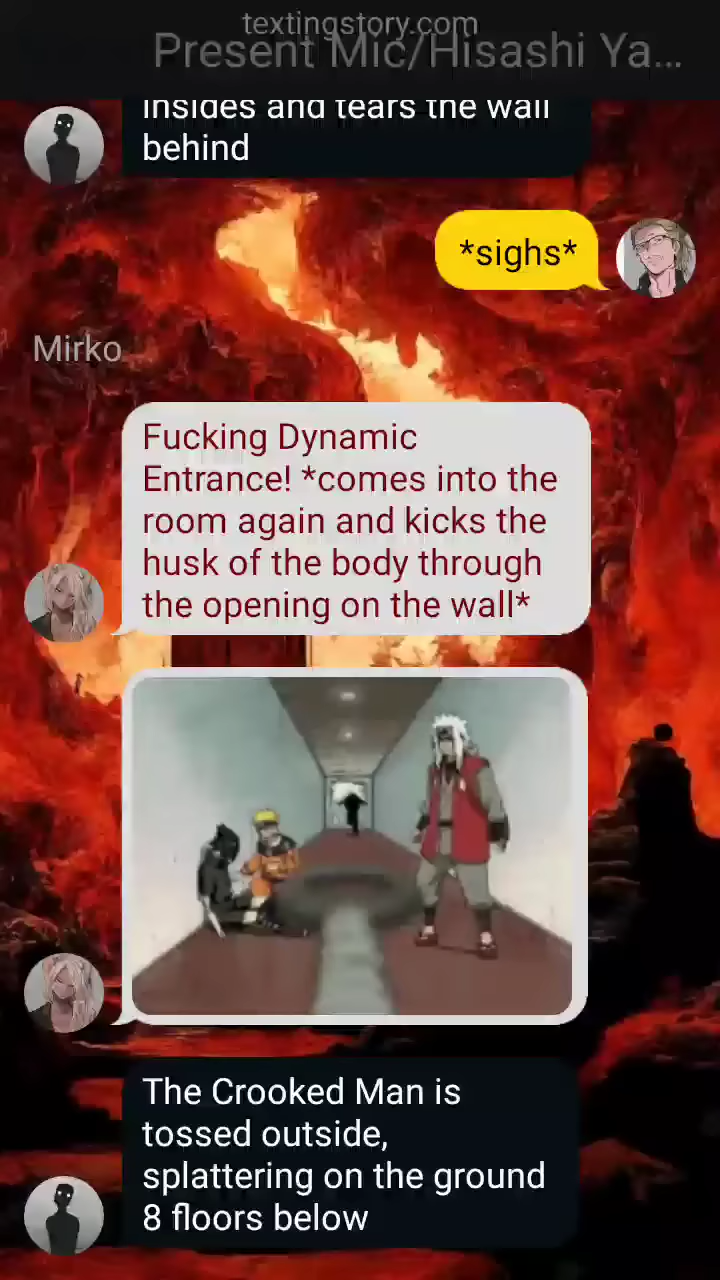 textingstory.com
Present Mic/Hisashi Ya...
insides and tears the wall
behind
*sighs*
Mirko
Fucking Dynamic
Entrance! *comes into the
room again and kicks the
husk of the body through
the opening on the wall*
The Crooked Man is
tossed outside,
splattering on the ground
8 floors below